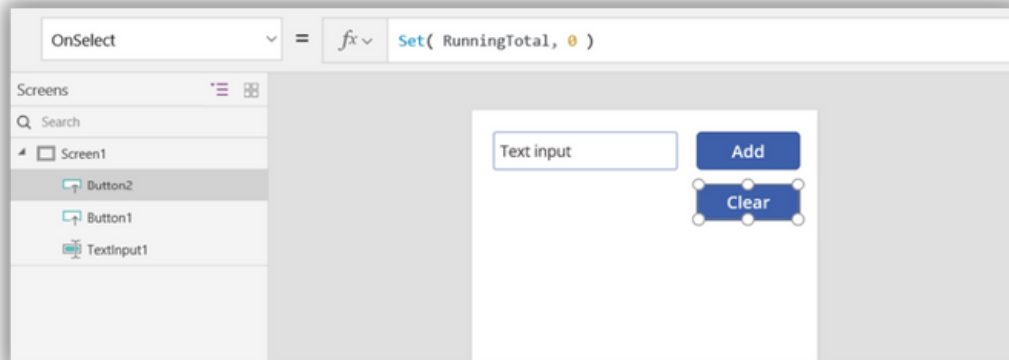 OnSelect = fx Set( RunningTotal, 0 )
Screens
Search
Screen1
Button2
Button1
TextInput1
Text input
Add
Clear